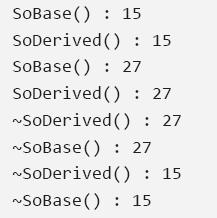 SoBase() : 15
SoDerived() : 15
SoBase() : 27
SoDerived() : 27
~SoDerived() : 27
~SoBase() : 27
~SoDerived() : 15
~SoBase() : 15